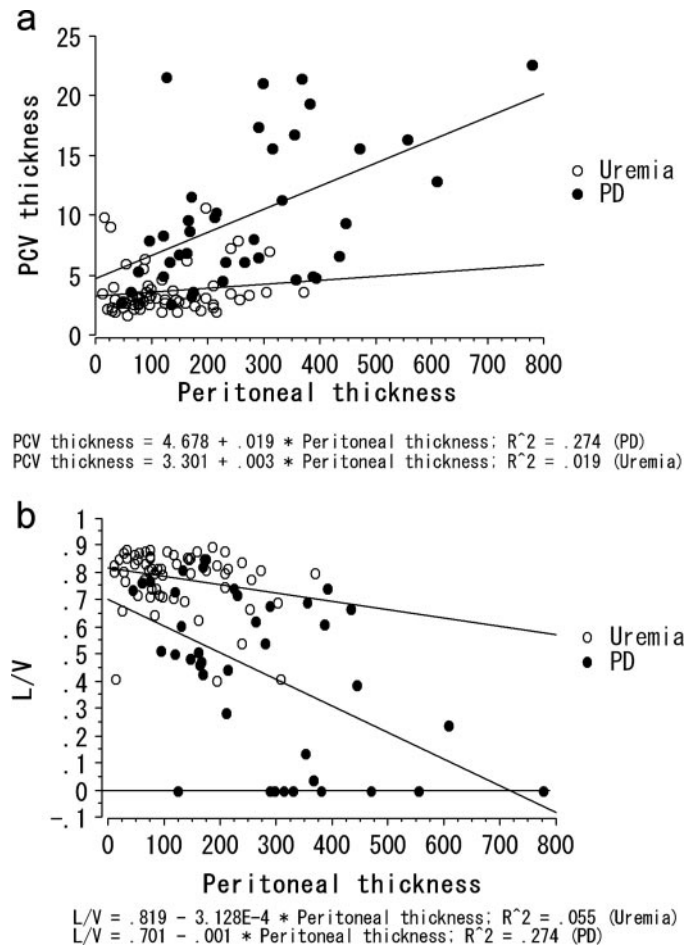 a
25
20
15
10
5
0
PCV thickness
0 100 200 300 400 500 600 700 800
Peritoneal thickness
Uremia
PD
PCV thickness = 4.678 + .019 * Peritoneal thickness; R^2 = .274 (PD)
PCV thickness = 3.301 + .003 * Peritoneal thickness; R^2 = .019 (Uremia)
b
1
.9
.8
.7
.6
.5
.4
.3
.2
.1
0
-.1
L/V
0 100 200 300 400 500 600 700 800
Peritoneal thickness
Uremia
PD
L/V = .819 - 3.128E-4 * Peritoneal thickness; R^2 = .055 (Uremia)
L/V = .701 - .001 * Peritoneal thickness; R^2 = .274 (PD)